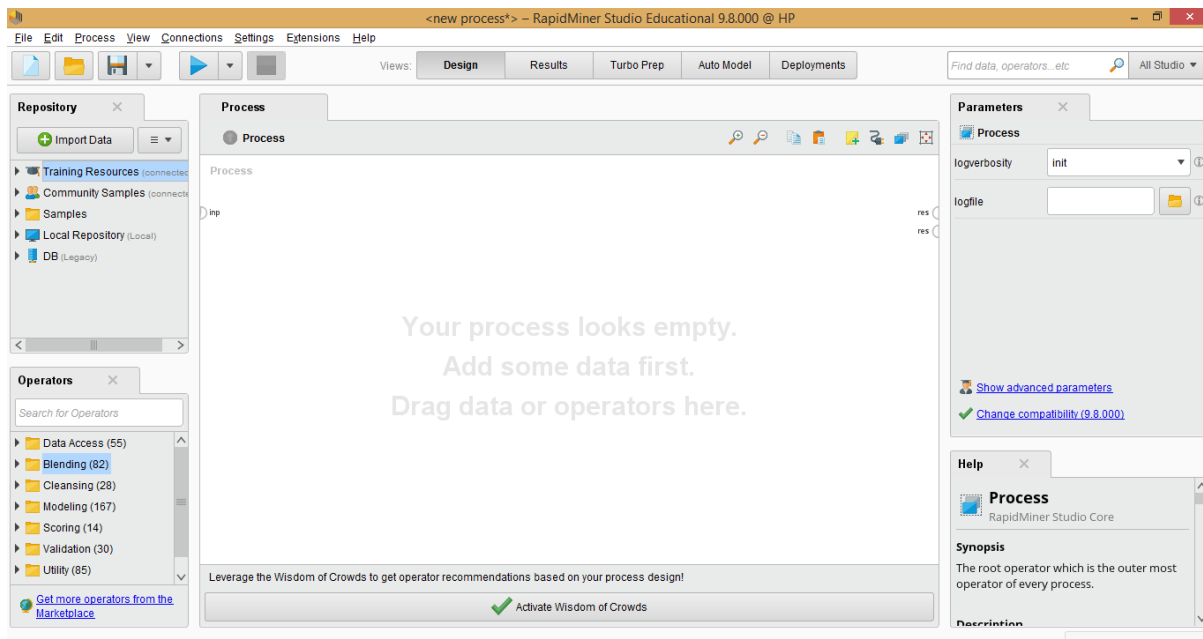 <new process*> – RapidMiner Studio Educational 9.8.000 @ HP
File Edit Process View Connections Settings Extensions Help
Views: Design Results Turbo Prep Auto Model Deployments
Find data, operators...etc
All Studio
Repository
Import Data
Training Resources (connected
Community Samples (connecte
Samples
Local Repository (Local)
DB (Legacy)
Operators
Search for Operators
Data Access (55)
Blending (82)
Cleansing (28)
Modeling (167)
Scoring (14)
Validation (30)
Utility (85)
Get more operators from the
Marketplace
Process
Process
Process
inp
res
res
Your process looks empty.
Add some data first.
Drag data or operators here.
Leverage the Wisdom of Crowds to get operator recommendations based on your process design!
Activate Wisdom of Crowds
Parameters
Process
logverbosity
init
logfile
Show advanced parameters
Change compatibility (9.8.000)
Help
Process
RapidMiner Studio Core
Synopsis
The root operator which is the outer most
operator of every process.
Description